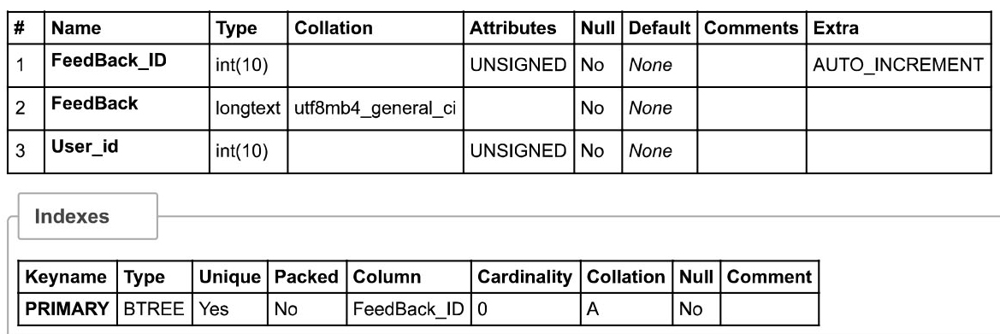 # Name Type Collation Attributes Null Default Comments Extra
1 FeedBack_ID int(10) UNSIGNED No None AUTO_INCREMENT
2 FeedBack longtext utf8mb4_general_ci No None
3 User_id int(10) UNSIGNED No None
Indexes
Keyname Type Unique Packed Column Cardinality Collation Null Comment
PRIMARY BTREE Yes No FeedBack_ID 0 A No